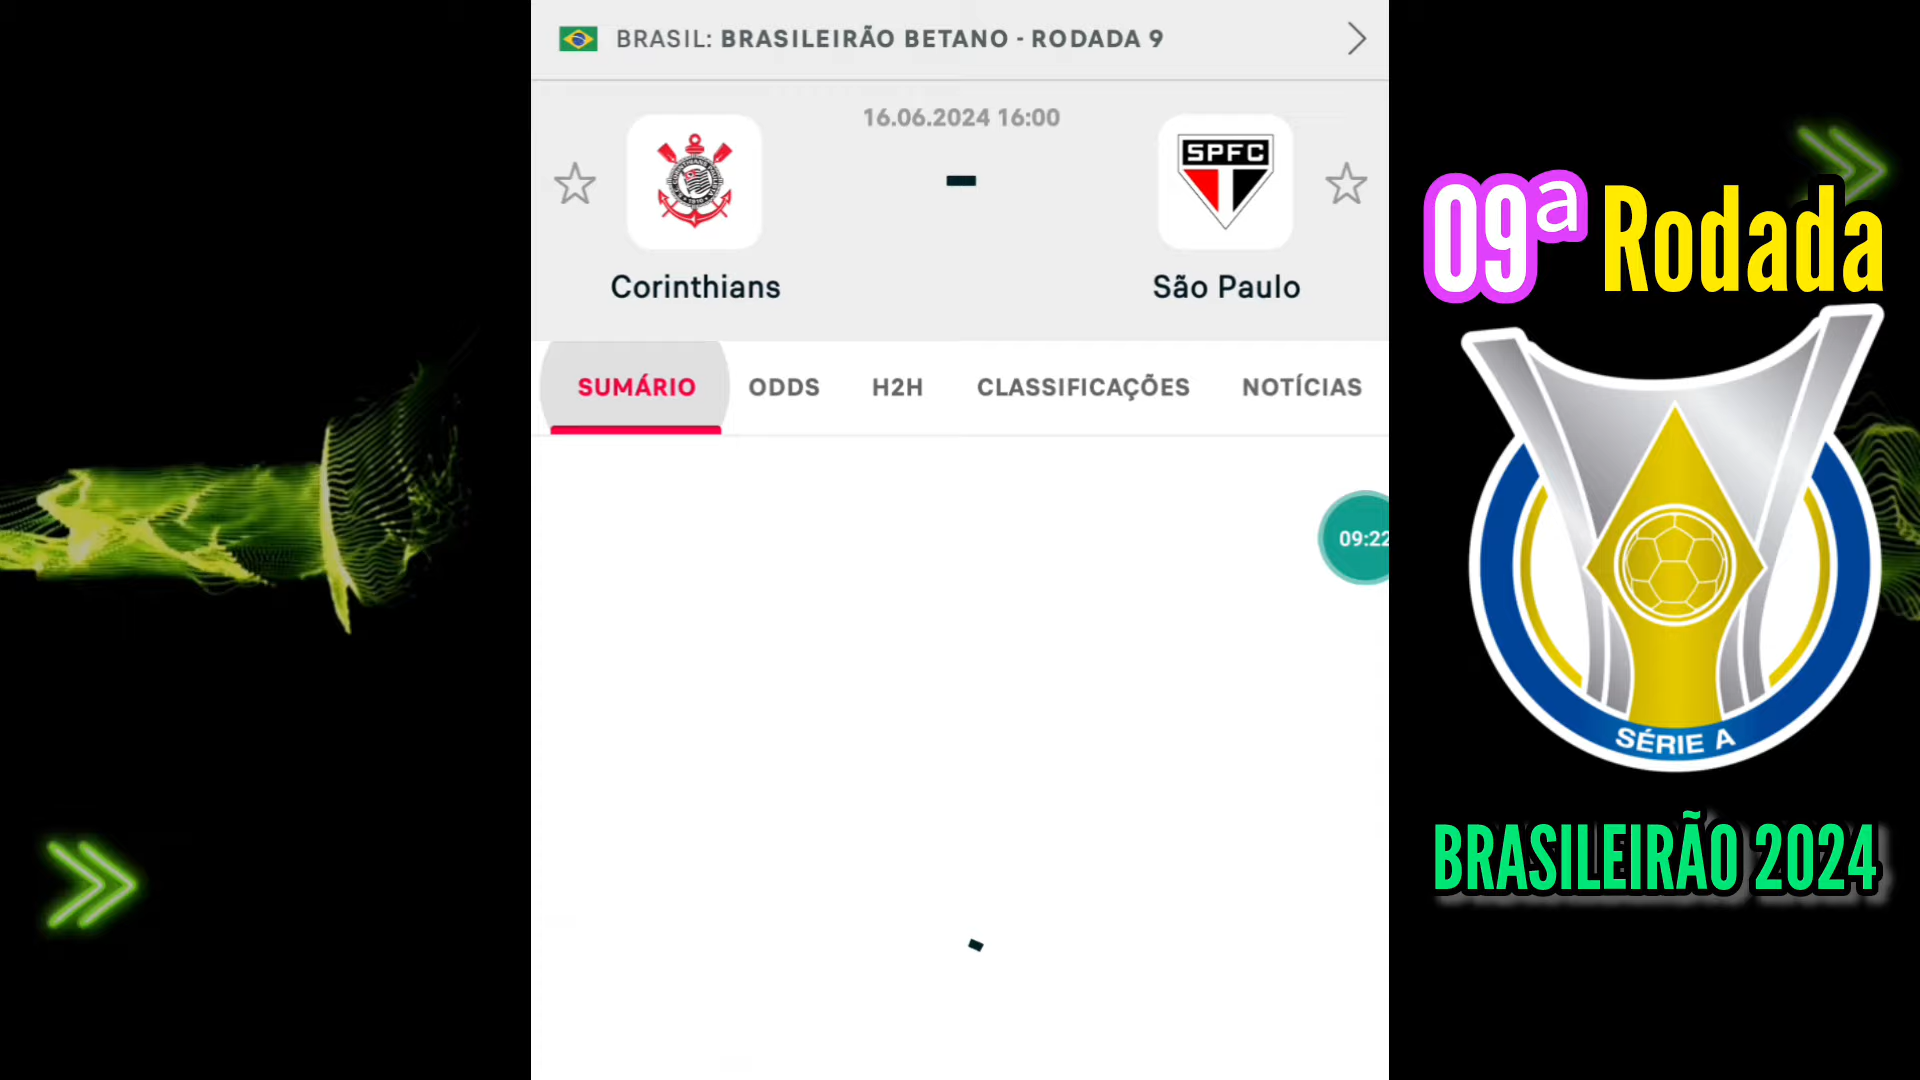 BRASIL: BRASILEIRÃO BETANO - RODADA 9
16.06.2024 16:00
SPFC
Corinthians
São Paulo
SUMÁRIO
ODDS
H2H
CLASSIFICAÇÕES
NOTÍCIAS
09:22
09ª Rodada
SÉRIE A
BRASILEIRÃO 2024